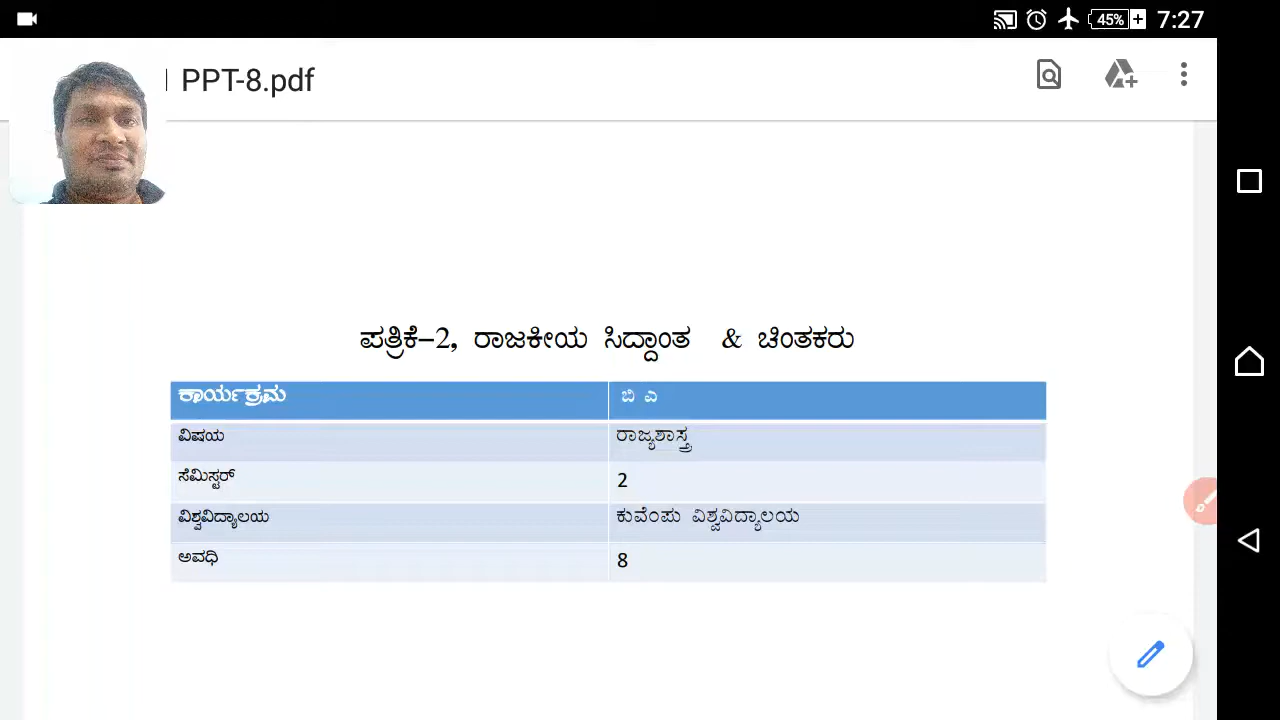 45% 7:27
PPT-8.pdf
ಪತ್ರಿಕೆ–2, ರಾಜಕೀಯ ಸಿದ್ದಾಂತ & ಚಿಂತಕರು
ಕಾರ್ಯಕ್ರಮ ಬಿ ಎ
ವಿಷಯ ರಾಜ್ಯಶಾಸ್ತ್ರ
ಸೆಮಿಸ್ಟರ್ 2
ವಿಶ್ವವಿದ್ಯಾಲಯ ಕುವೆಂಪು ವಿಶ್ವವಿದ್ಯಾಲಯ
ಅವಧಿ 8